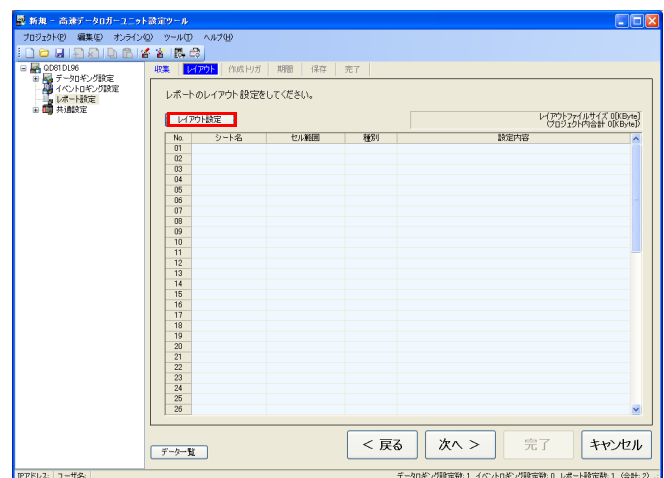 新規 - 高速データロガーユニット設定ツール
プロジェクト(P) 編集(E) オンライン(O) ツール(T) ヘルプ(H)
QD81DL96
データロギング設定
イベントロギング設定
レポート設定
共通設定
収集 レイアウト 作成トリガ 期間 保存 完了
レポートのレイアウト設定をしてください。
レイアウト設定
レイアウトファイルサイズ 0[KByte]
(プロジェクト内合計 0[KByte])
No. シート名 セル範囲 種別 設定内容
01
02
03
04
05
06
07
08
09
10
11
12
13
14
15
16
17
18
19
20
21
22
23
24
25
26
データ一覧 < 戻る 次へ > 完了 キャンセル
IPアドレス: ユーザ名: データロギング設定数: 1 イベントロギング設定数: 0 レポート設定数: 1 (合計: 2)